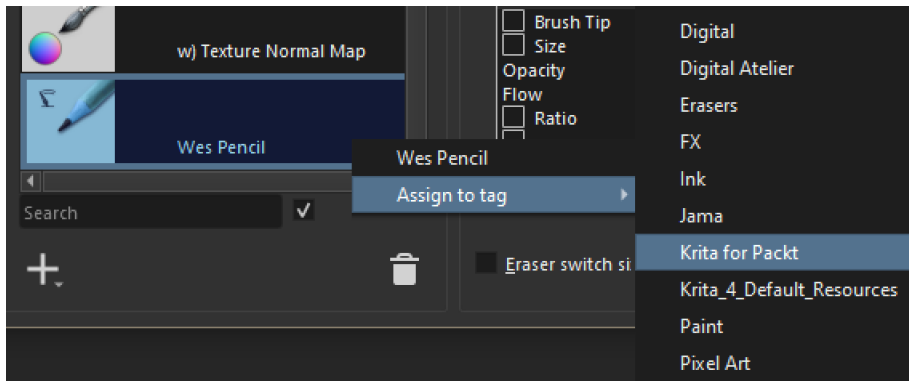 w) Texture Normal Map
Wes Pencil
Search
Brush Tip
Size
Opacity
Flow
Ratio
Wes Pencil
Assign to tag
Eraser switch si
Digital
Digital Atelier
Erasers
FX
Ink
Jama
Krita for Packt
Krita_4_Default_Resources
Paint
Pixel Art